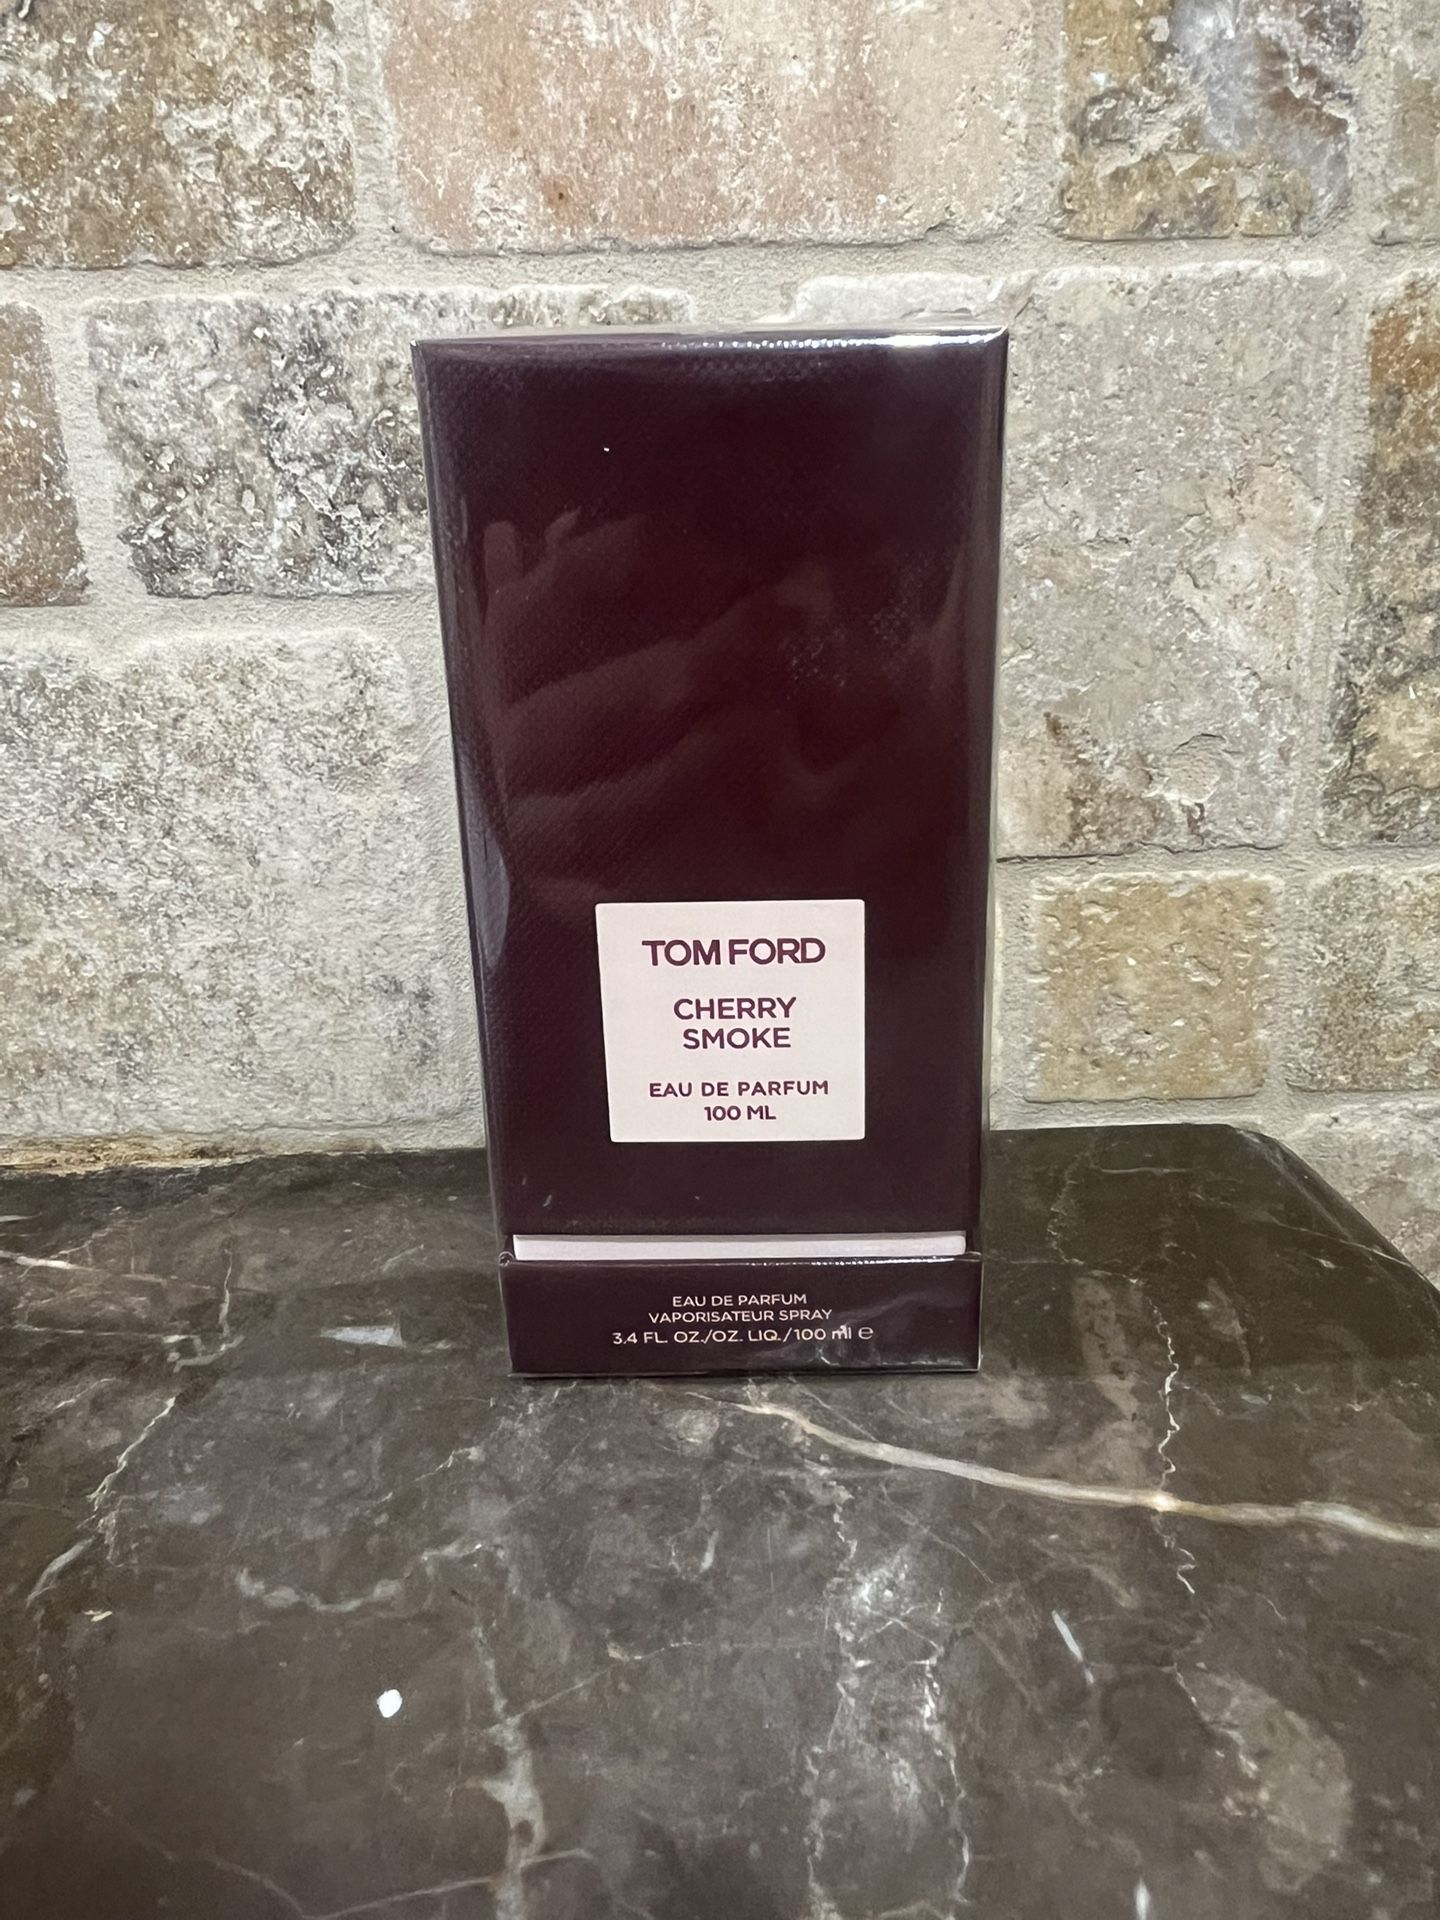 TOM FORD
CHERRY
SMOKE
EAU DE PARFUM
100 ML
EAU DE PARFUM
VAPORISATEUR SPRAY
3.4 FL. OZ./OZ. LIQ./100 ml ℮